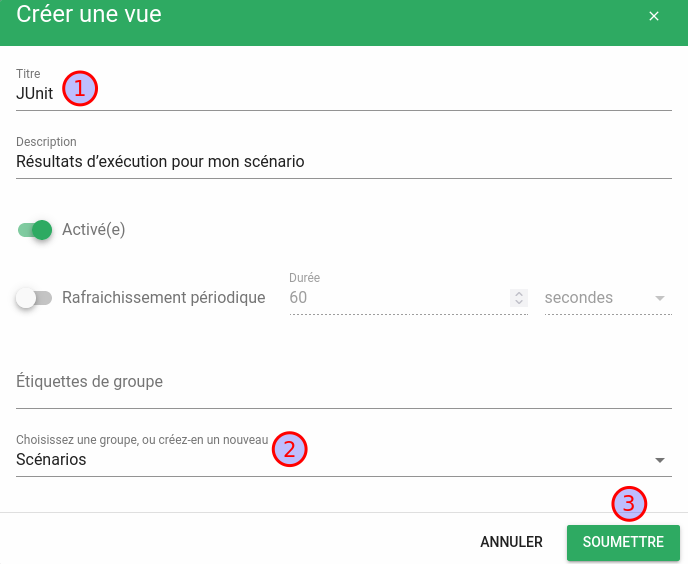 Créer une vue ×
Titre
JUnit 1
Description
Résultats d’exécution pour mon scénario
Activé(e)
Durée
Rafraichissement périodique 60 secondes
Étiquettes de groupe
Choisissez une groupe, ou créez-en un nouveau 2
Scénarios
3
ANNULER SOUMETTRE